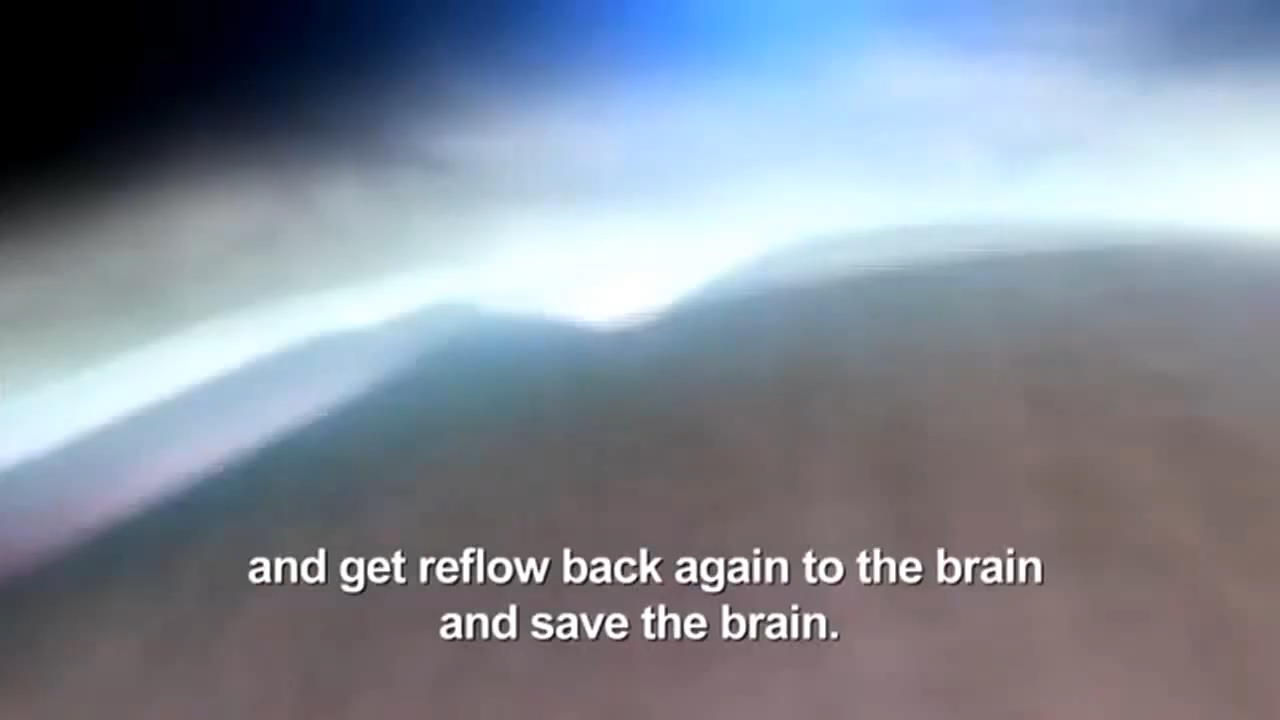 and get reflow back again to the brain
and save the brain.